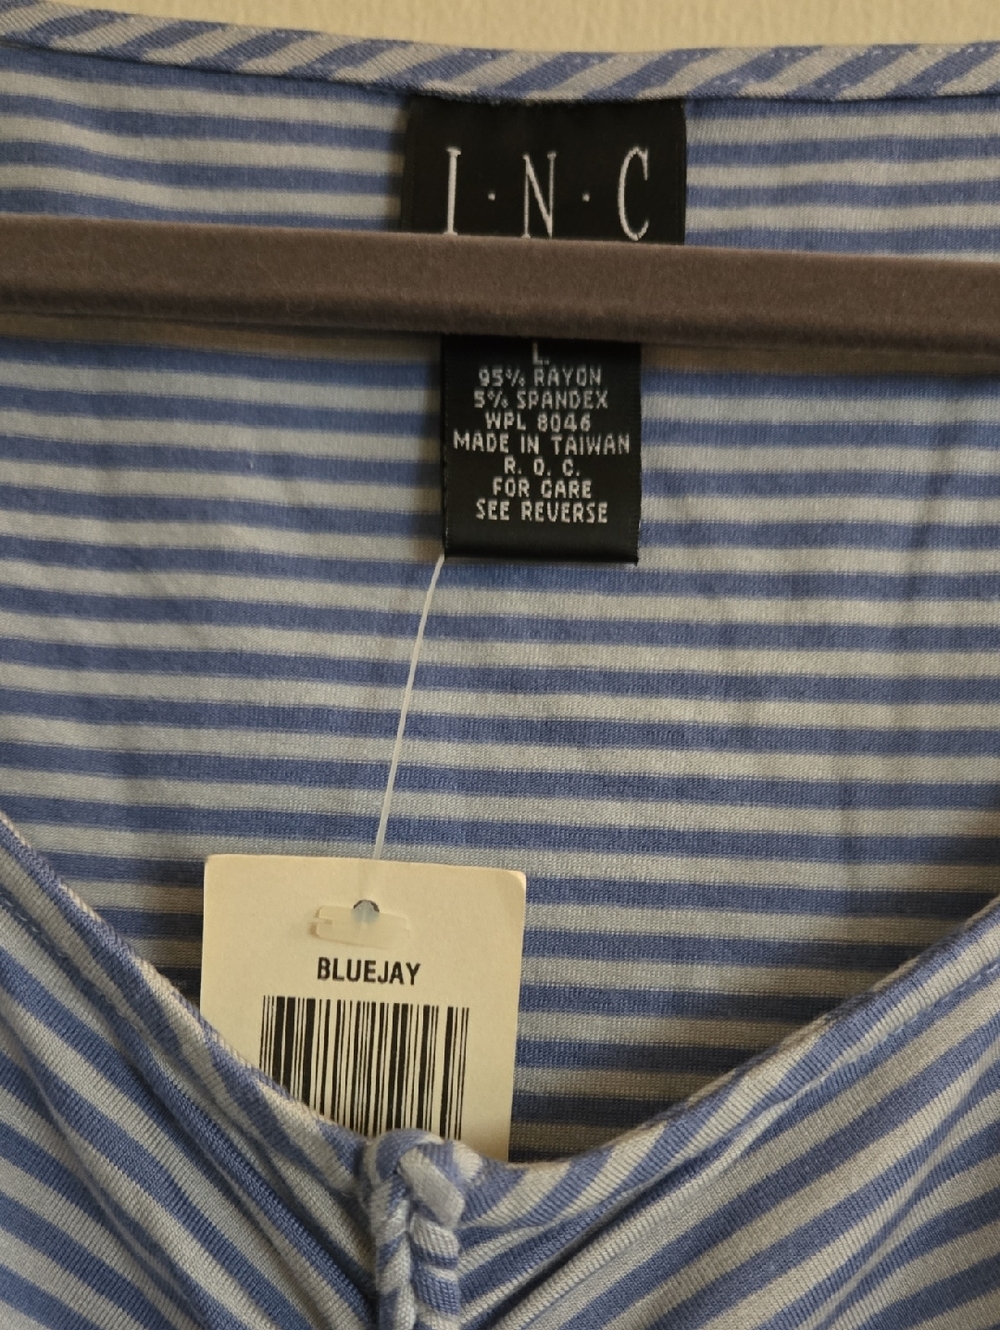 I·N·C
L.
95% RAYON
5% SPANDEX
WPL 8046
MADE IN TAIWAN
R. O. C.
FOR CARE
SEE REVERSE
BLUEJAY